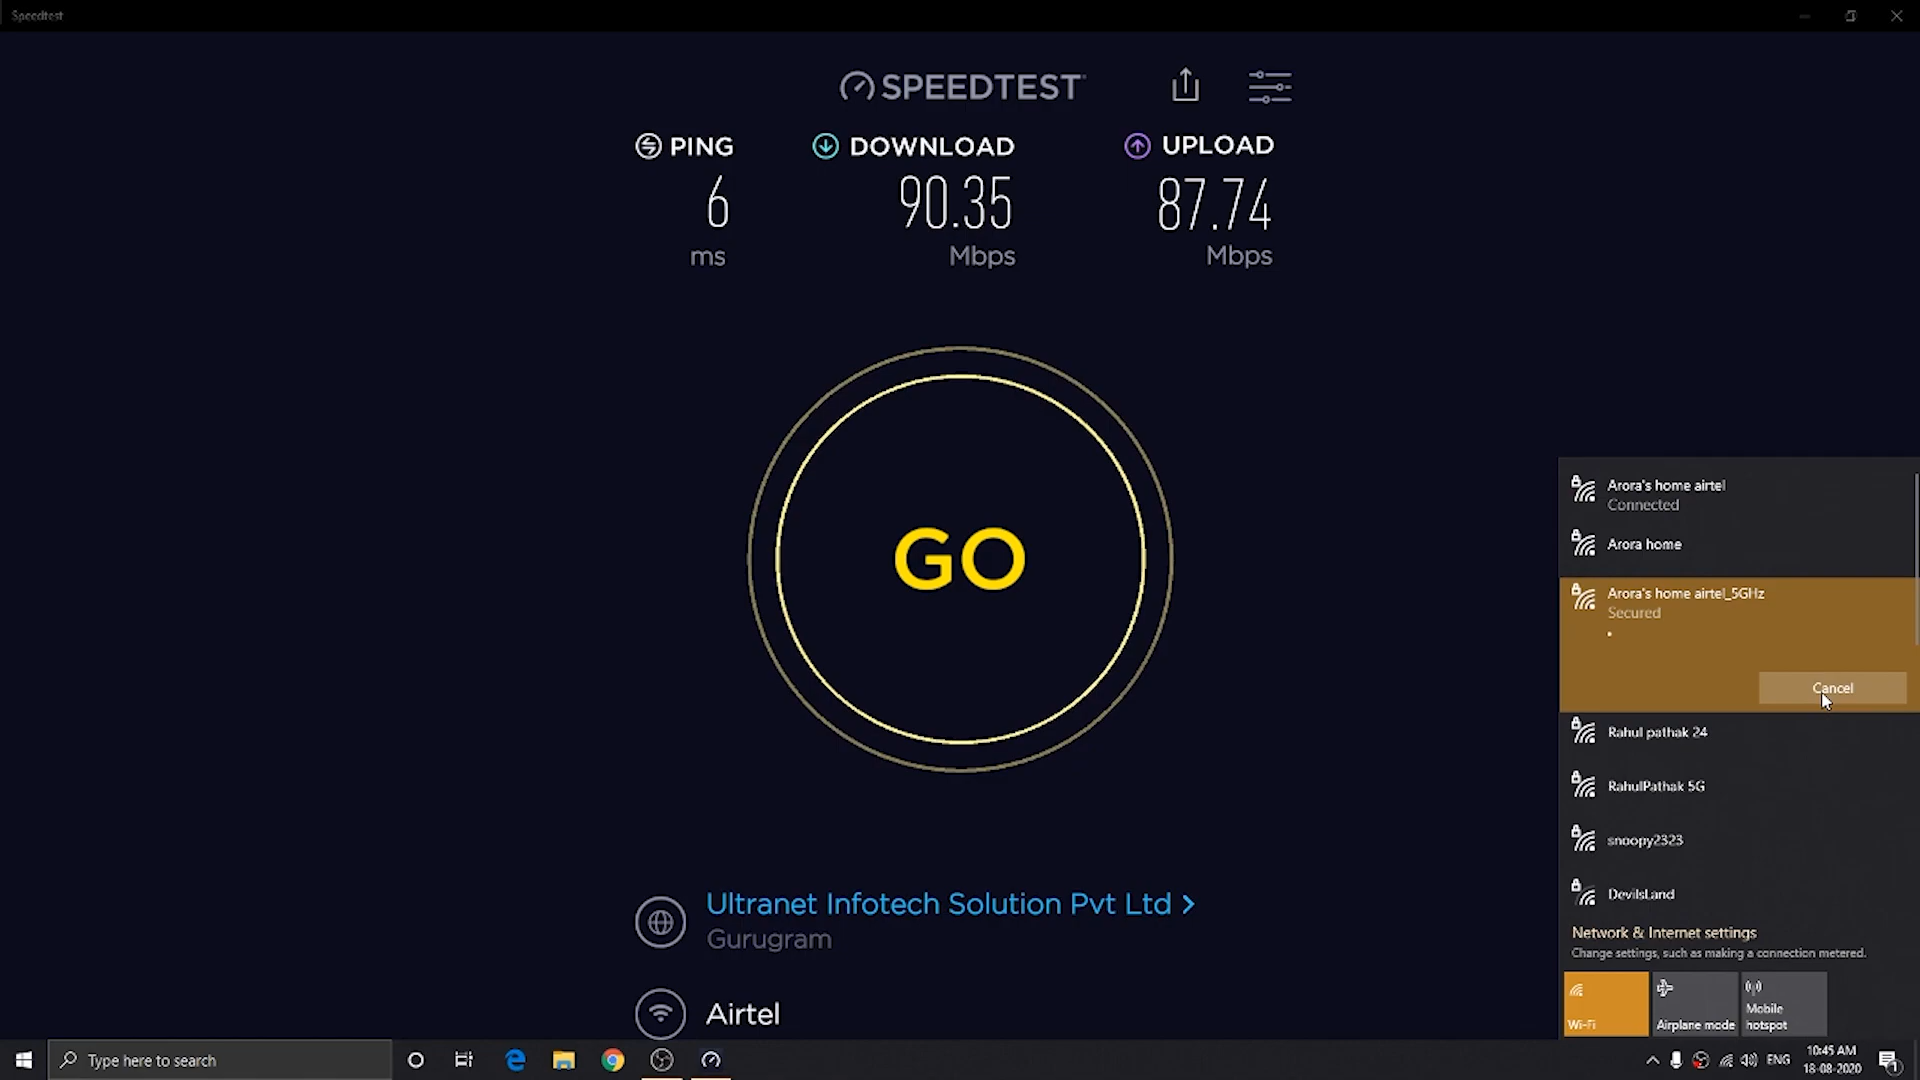 Speedtest
SPEEDTEST
PING DOWNLOAD UPLOAD
6 90.35 87.74
ms Mbps Mbps
GO
Ultranet Infotech Solution Pvt Ltd >
Gurugram
Airtel
Arora's home airtel
Connected
Arora home
Arora's home airtel_5GHz
Secured
Cancel
Rahul pathak 24
RahulPathak 5G
snoopy2323
DevilsLand
Network & Internet settings
Change settings, such as making a connection metered.
Wi-Fi
Airplane mode
Mobile
hotspot
Type here to search
ENG
10:45 AM
18-08-2020
1